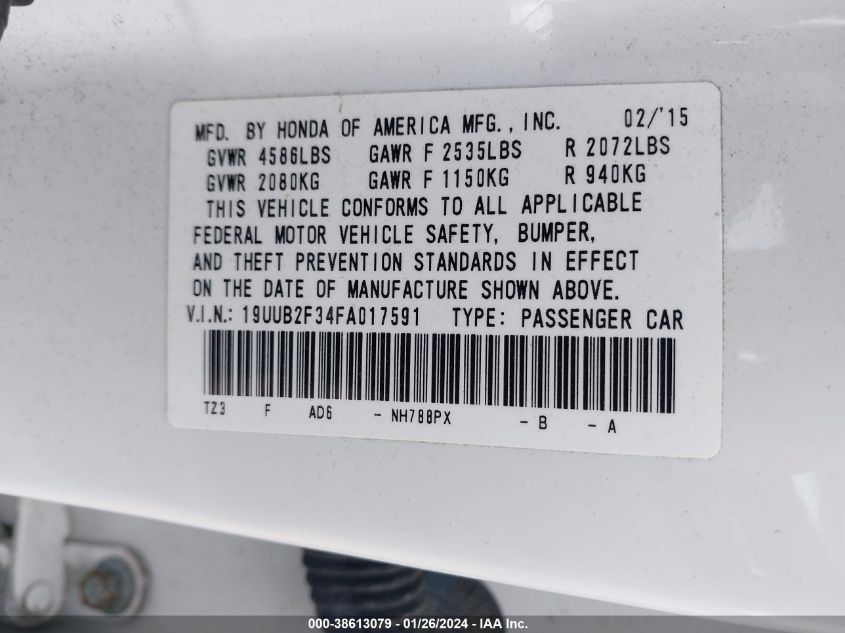 MFD. BY HONDA OF AMERICA MFG., INC. 02/'15
GVWR 4586LBS GAWR F 2535LBS R 2072LBS
GVWR 2080KG GAWR F 1150KG R 940KG
THIS VEHICLE CONFORMS TO ALL APPLICABLE
FEDERAL MOTOR VEHICLE SAFETY, BUMPER,
AND THEFT PREVENTION STANDARDS IN EFFECT
ON THE DATE OF MANUFACTURE SHOWN ABOVE.
V.I.N.: 19UUB2F34FA017591 TYPE: PASSENGER CAR
TZ3 F AD6 - NH788PX - B - A
000-38613079 - 01/26/2024 - IAA Inc.